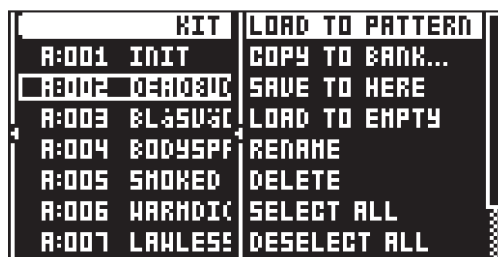 KIT
A:001 INIT
A:002
A:003
A:004
A:005 SMOKED
A:006
A:007 LAWLESS
LOAD TO PATTERN
COPY TO BANK...
SAVE TO HERE
LOAD TO EMPTY
RENAME
DELETE
SELECT ALL
DESELECT ALL